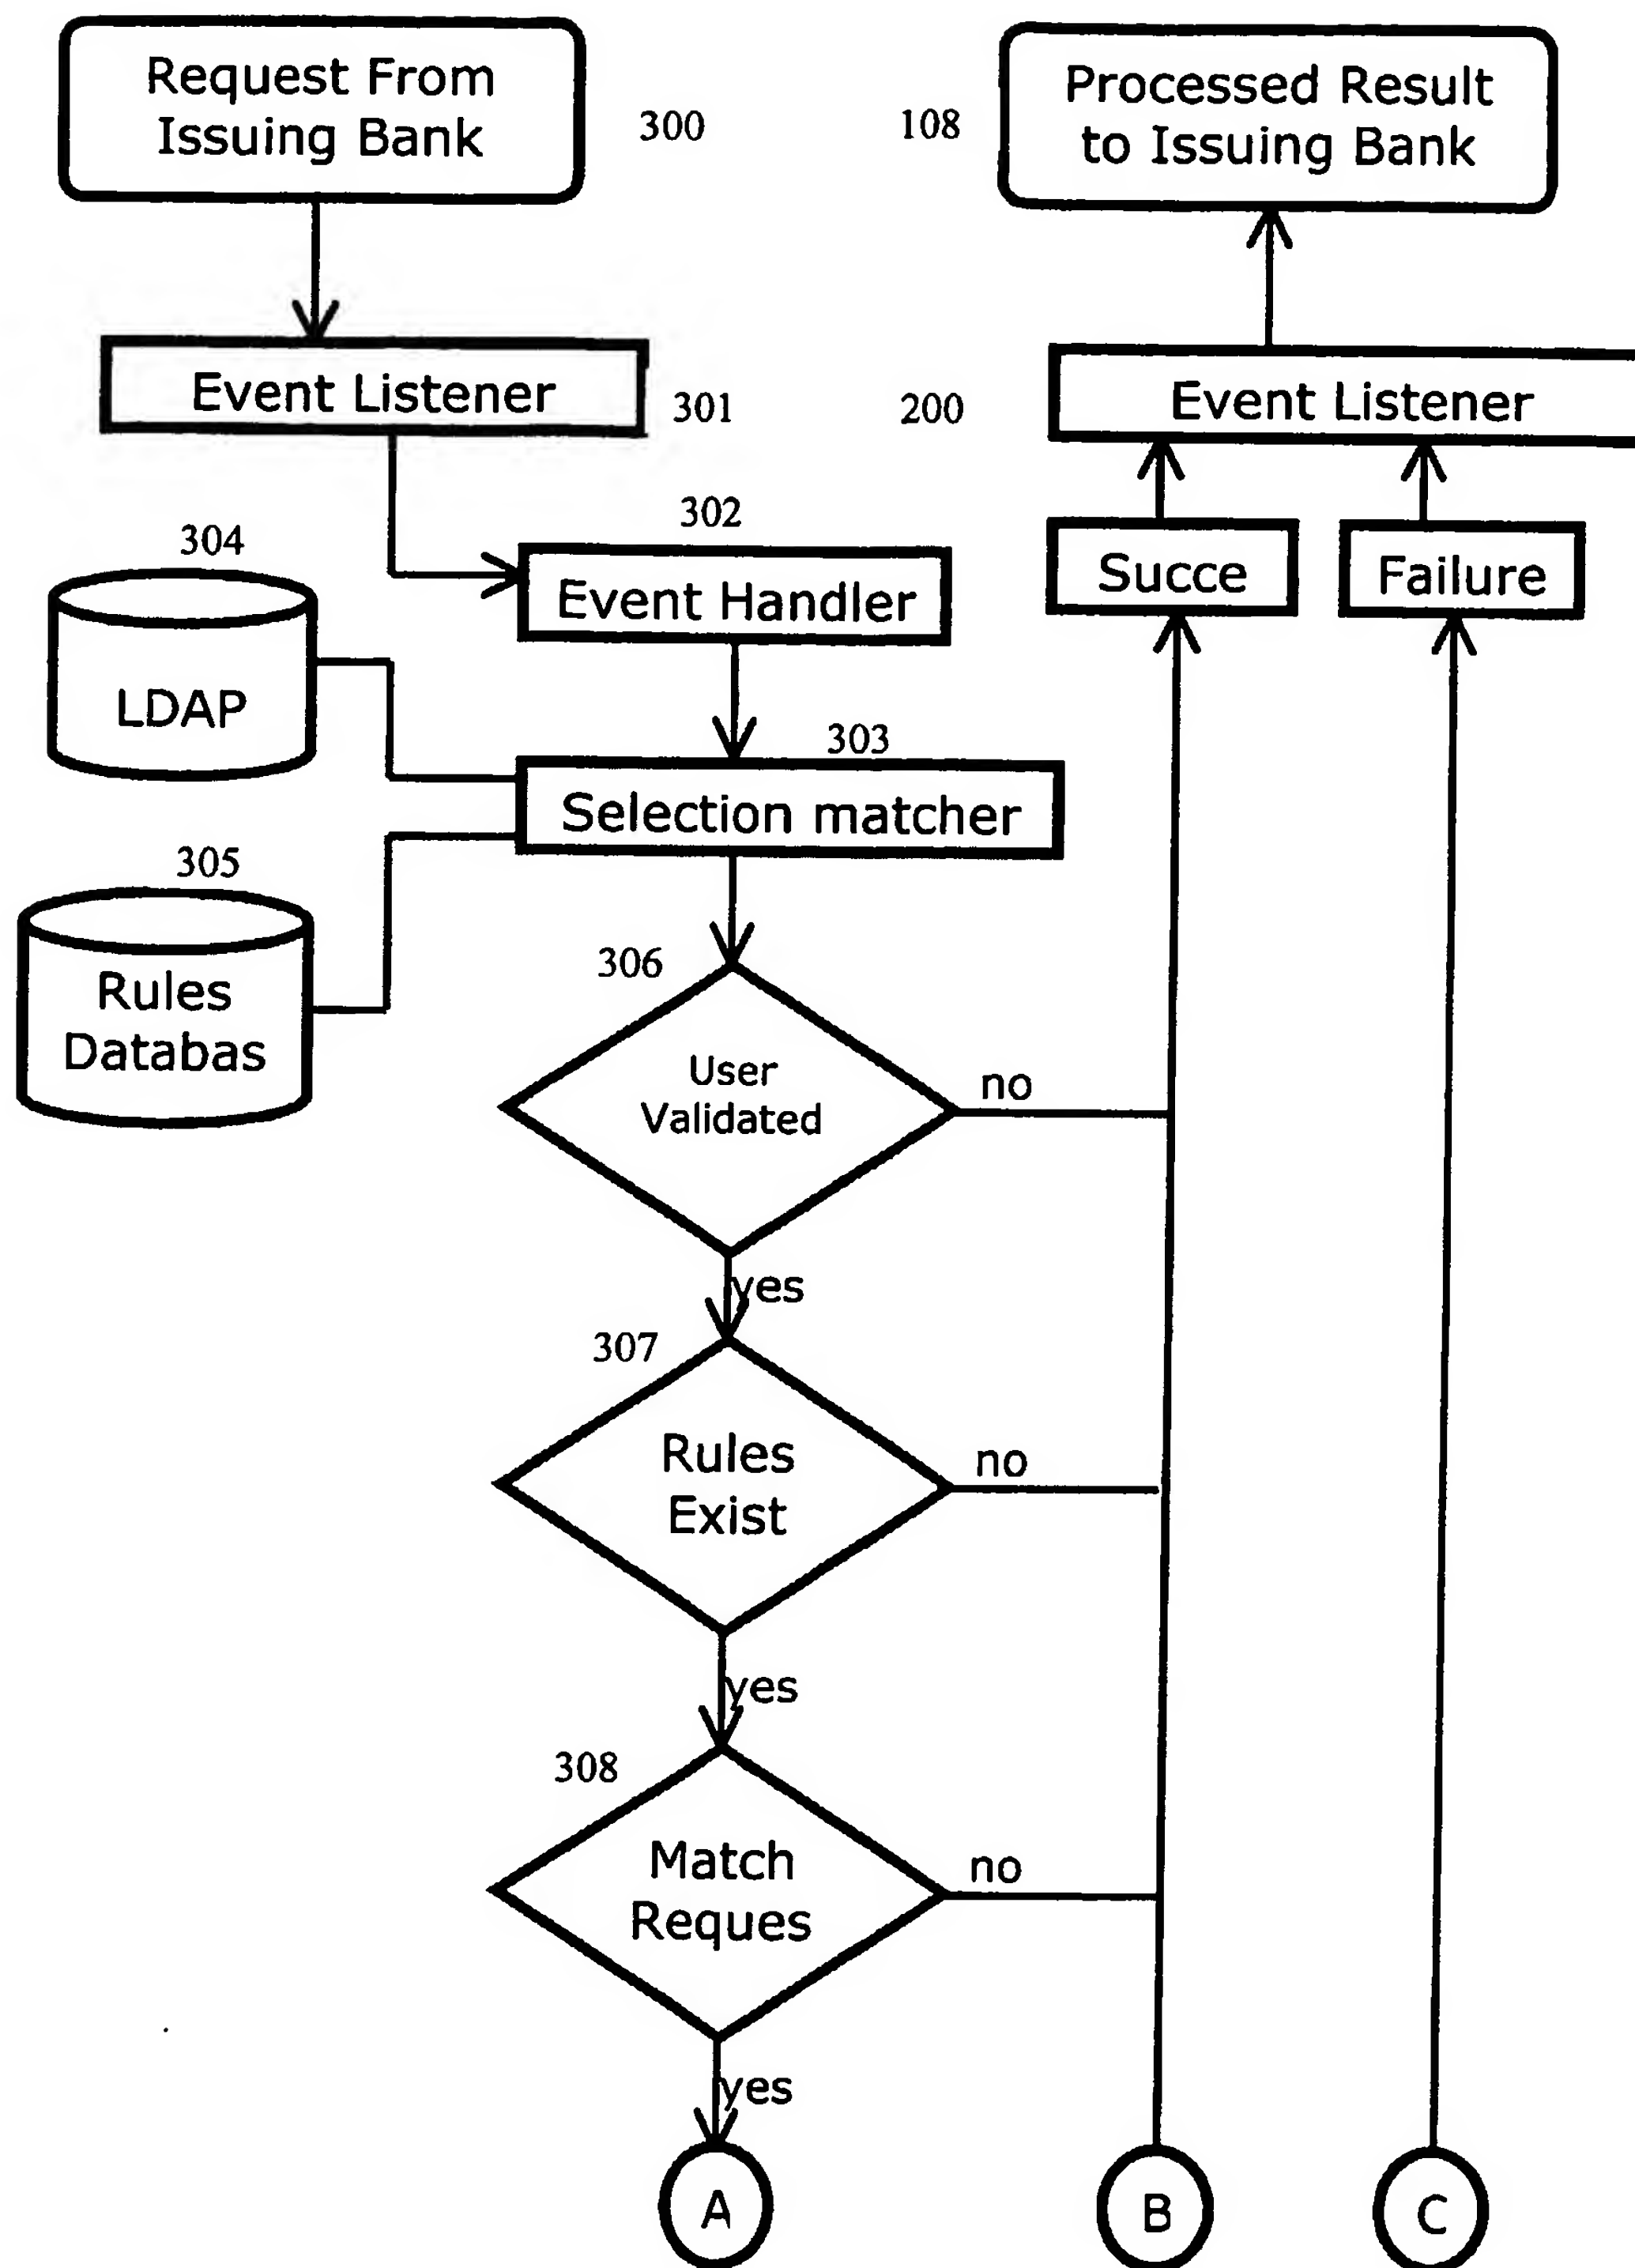 Request From
Issuing Bank
300
108
Processed Result
to Issuing Bank
Event Listener
301
200
Event Listener
302
304
Event Handler
Succe
Failure
LDAP
303
Selection matcher
305
Rules
Databas
306
User
Validated
no
yes
307
Rules
Exist
no
yes
308
Match
Reques
no
yes
A
B
C